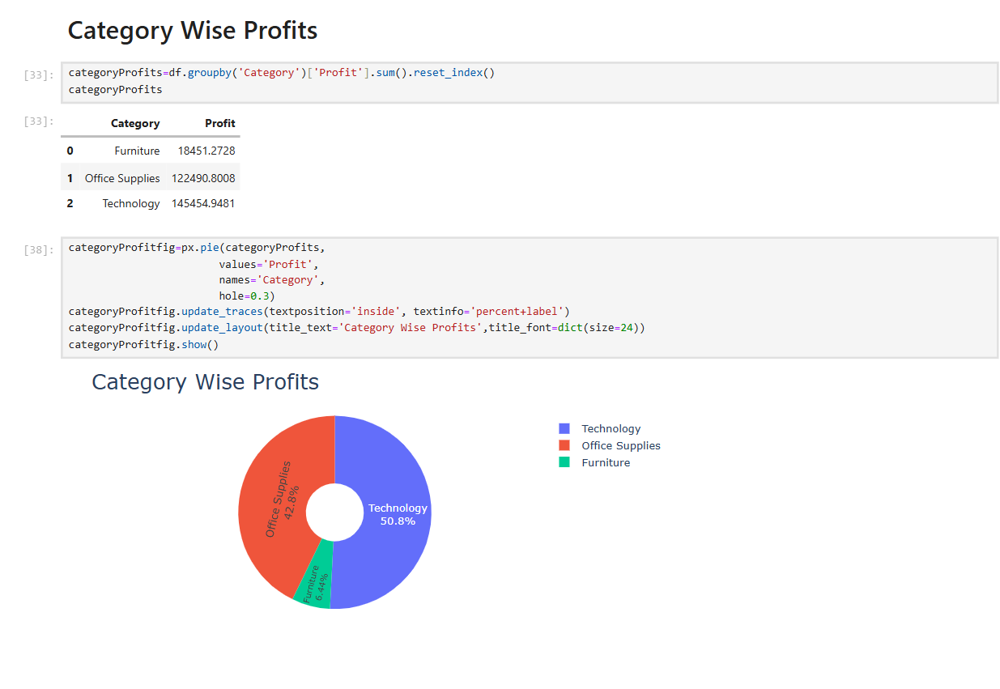 Category Wise Profits
[33]:
categoryProfits=df.groupby('Category')['Profit'].sum().reset_index()
categoryProfits
[33]:
Category Profit
0 Furniture 18451.2728
1 Office Supplies 122490.8008
2 Technology 145454.9481
[38]:
categoryProfitfig=px.pie(categoryProfits,
values='Profit',
names='Category',
hole=0.3)
categoryProfitfig.update_traces(textposition='inside', textinfo='percent+label')
categoryProfitfig.update_layout(title_text='Category Wise Profits',title_font=dict(size=24))
categoryProfitfig.show()
Category Wise Profits
Technology
50.8%
Office Supplies
42.8%
Furniture
6.44%
Technology
Office Supplies
Furniture